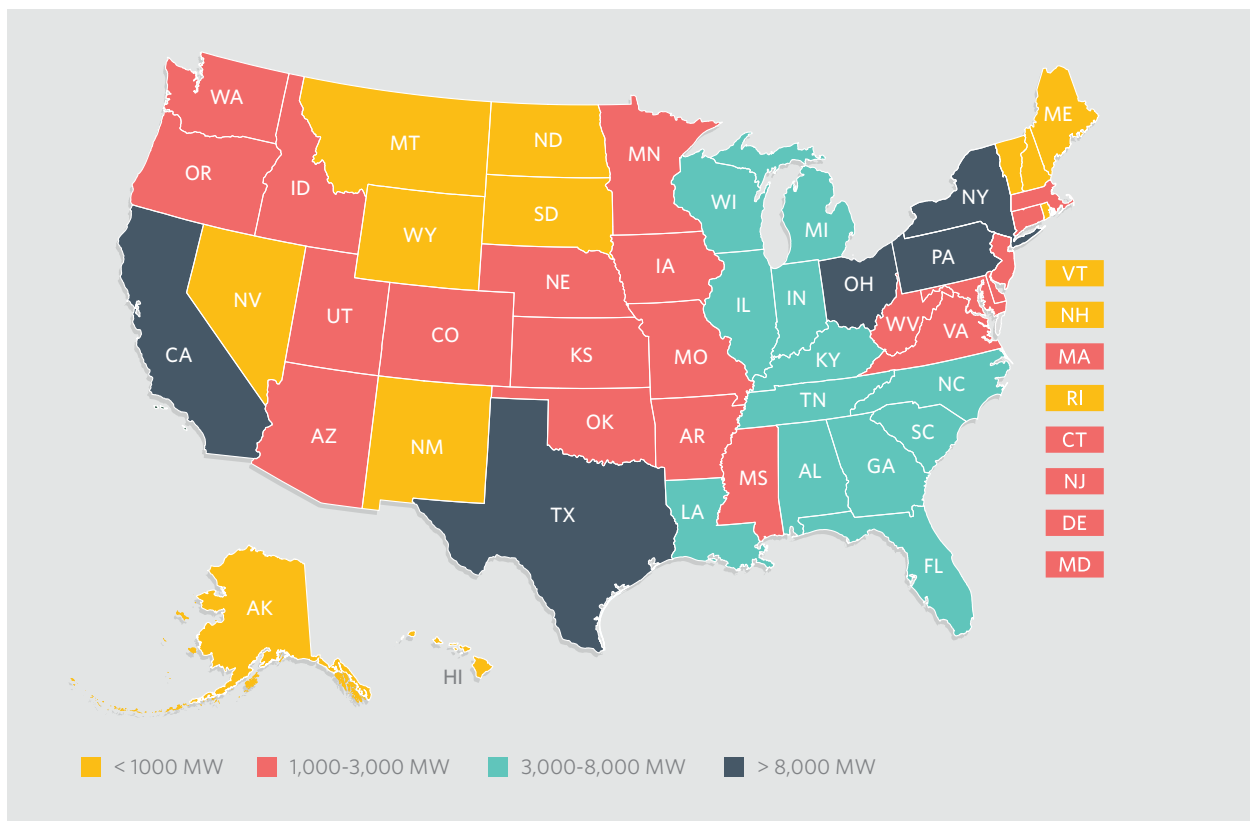 WA
ME
MT
ND
MN
OR
ID
NY
WI
SD
MI
WY
PA
IA
NE
OH
NV
IN
IL
UT
WV
VA
CO
CA
KS
MO
KY
NC
TN
OK
SC
AZ
AR
NM
GA
AL
MS
LA
TX
FL
AK
HI
VT
NH
MA
RI
CT
NJ
DE
MD
< 1000 MW
1,000-3,000 MW
3,000-8,000 MW
> 8,000 MW